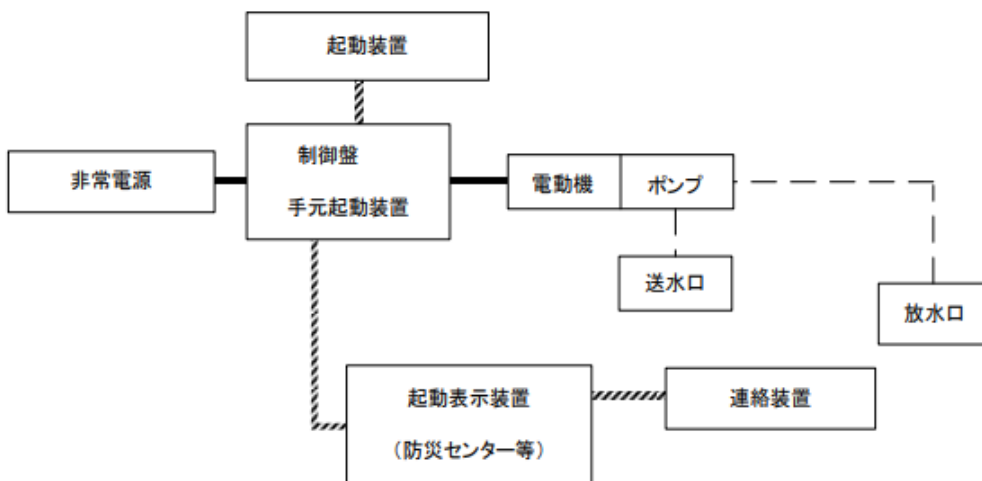 起動装置
制御盤
手元起動装置
非常電源
電動機
ポンプ
送水口
放水口
起動表示装置
（防災センター等）
連絡装置